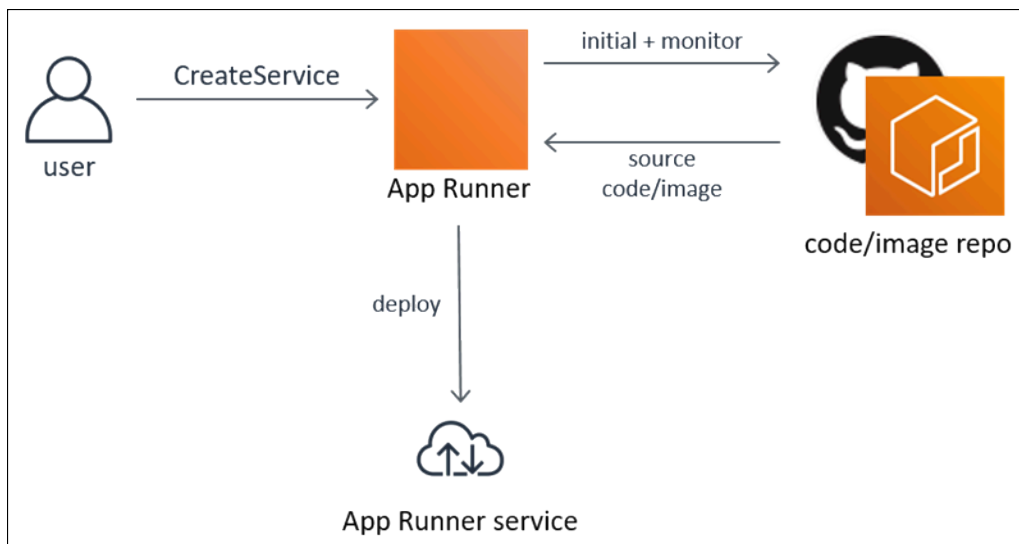 CreateService
user
App Runner
initial + monitor
source
code/image
code/image repo
deploy
App Runner service